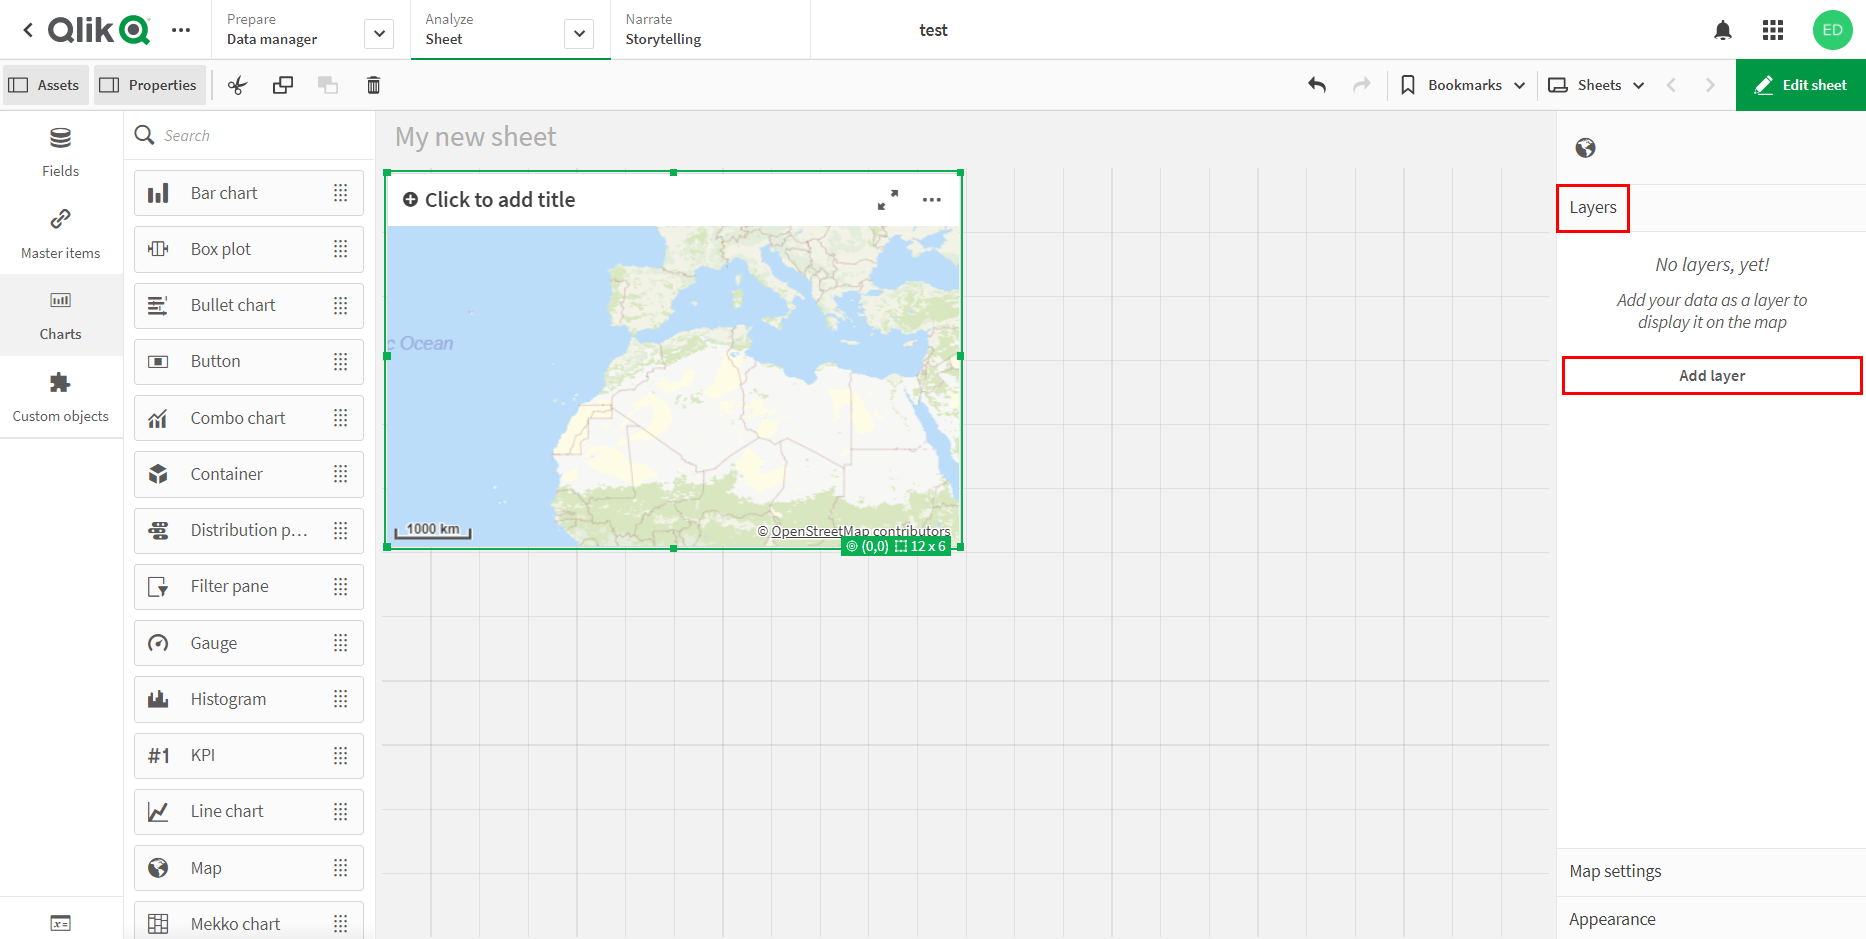 Qlik
Prepare
Data manager
Analyze
Sheet
Narrate
Storytelling
test
ED
Assets
Properties
Bookmarks
Sheets
Edit sheet
Fields
Master items
Charts
Custom objects
x=
Search
Bar chart
Box plot
Bullet chart
Button
Combo chart
Container
Distribution p...
Filter pane
Gauge
Histogram
#1 KPI
Line chart
Map
Mekko chart
My new sheet
Click to add title
c Ocean
1000 km
© OpenStreetMap contributors
(0,0) 12 x 6
Layers
No layers, yet!
Add your data as a layer to
display it on the map
Add layer
Map settings
Appearance